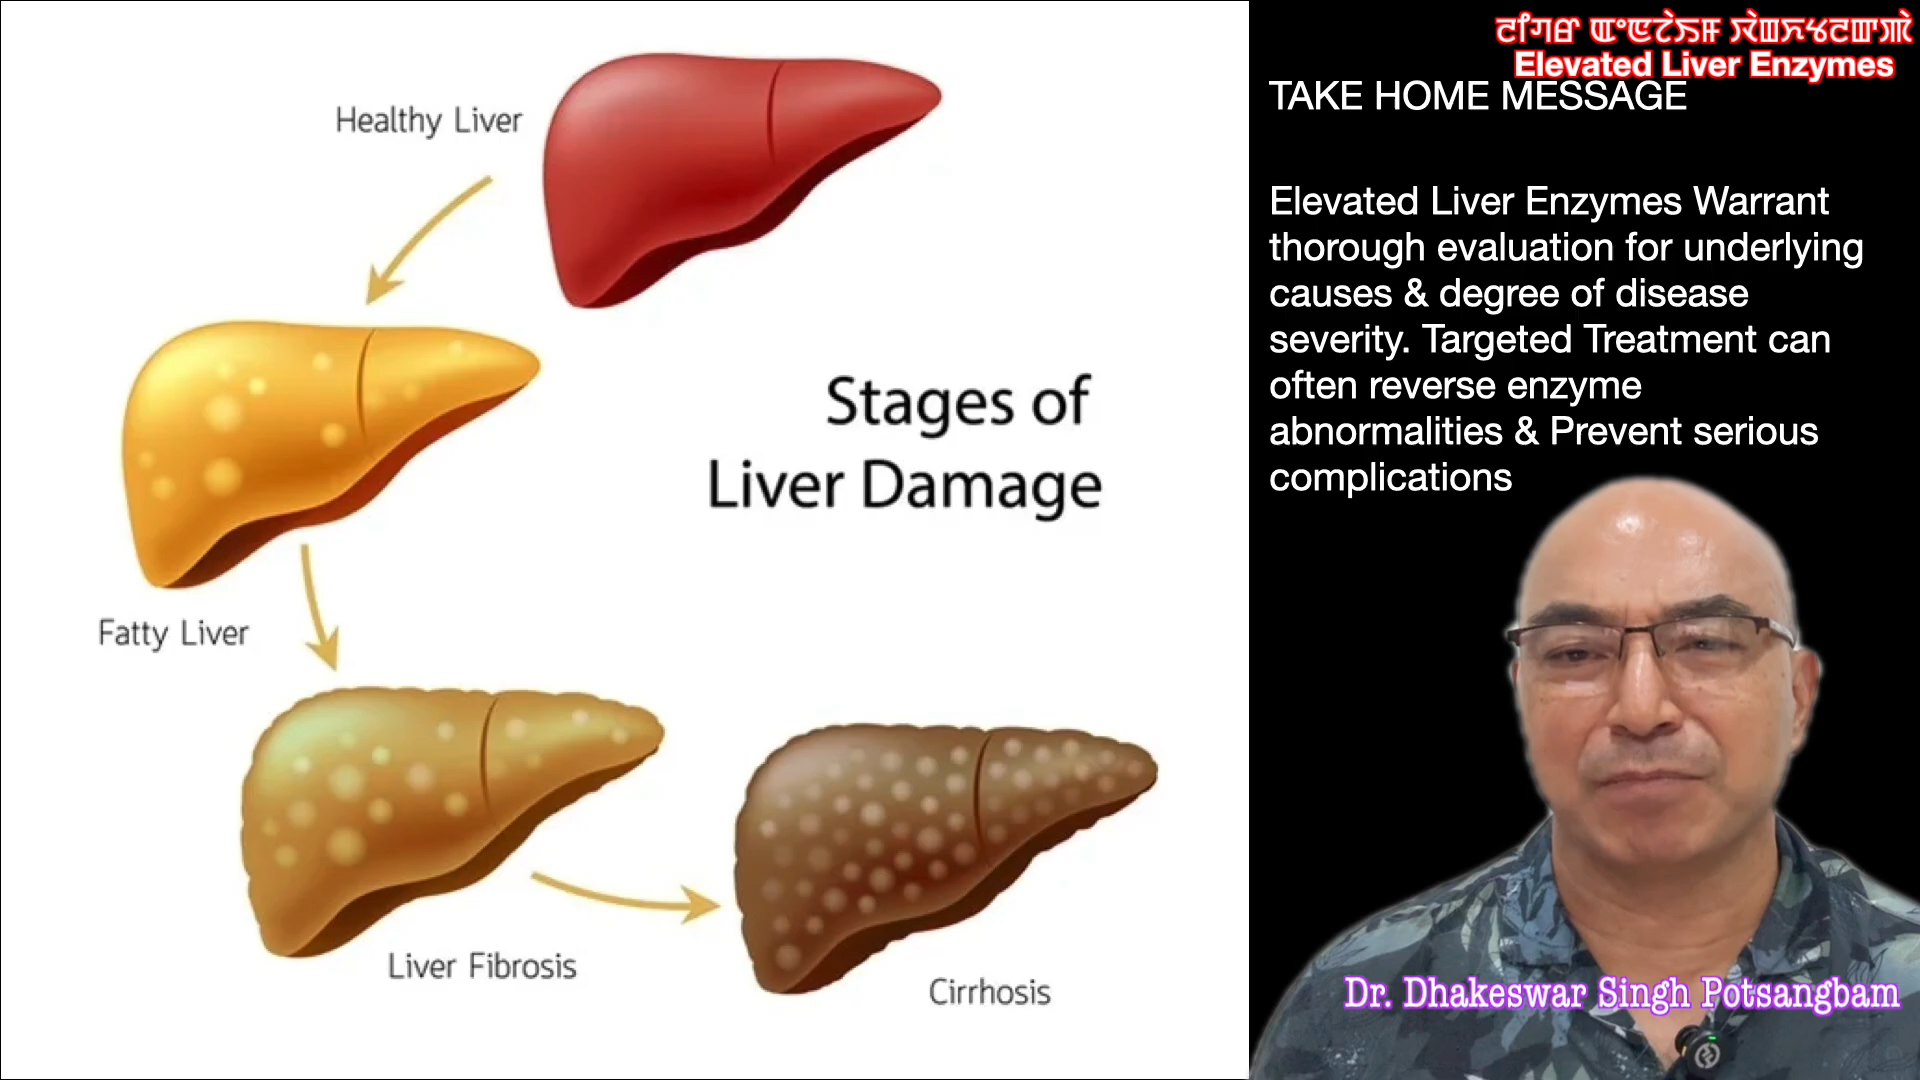 Healthy Liver
Stages of
Liver Damage
Fatty Liver
Liver Fibrosis
Cirrhosis
Elevated Liver Enzymes
TAKE HOME MESSAGE
Elevated Liver Enzymes Warrant
thorough evaluation for underlying
causes & degree of disease
severity. Targeted Treatment can
often reverse enzyme
abnormalities & Prevent serious
complications
Dr. Dhakeswar Singh Potsangbam